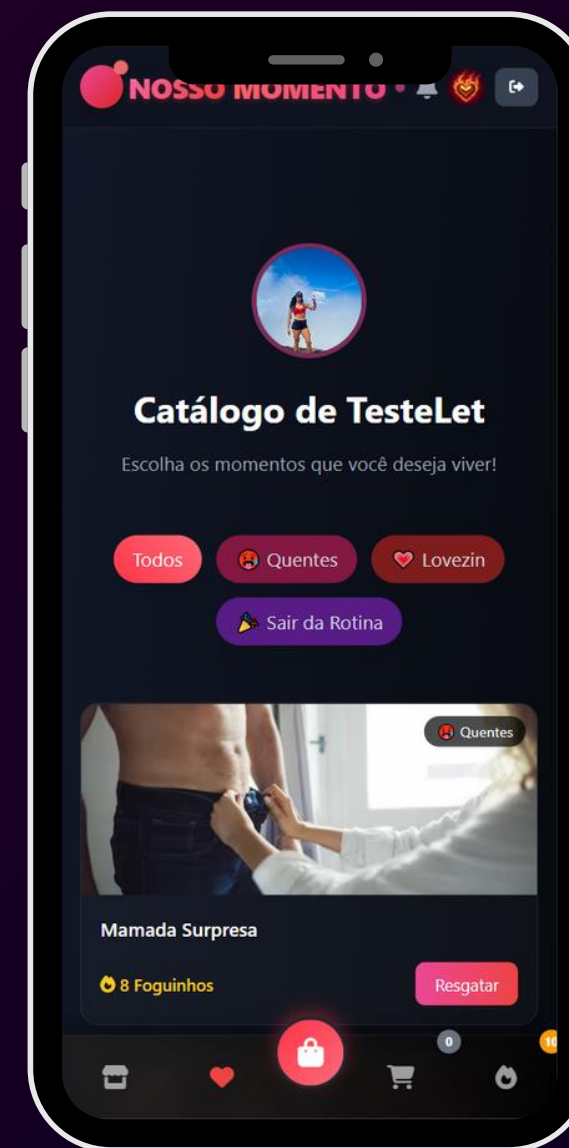 NOSSO MOMENTO
Catálogo de TesteLet
Escolha os momentos que você deseja viver!
Todos
Quentes
Lovezin
Sair da Rotina
Quentes
Mamada Surpresa
8 Foguinhos
Resgatar
0
10